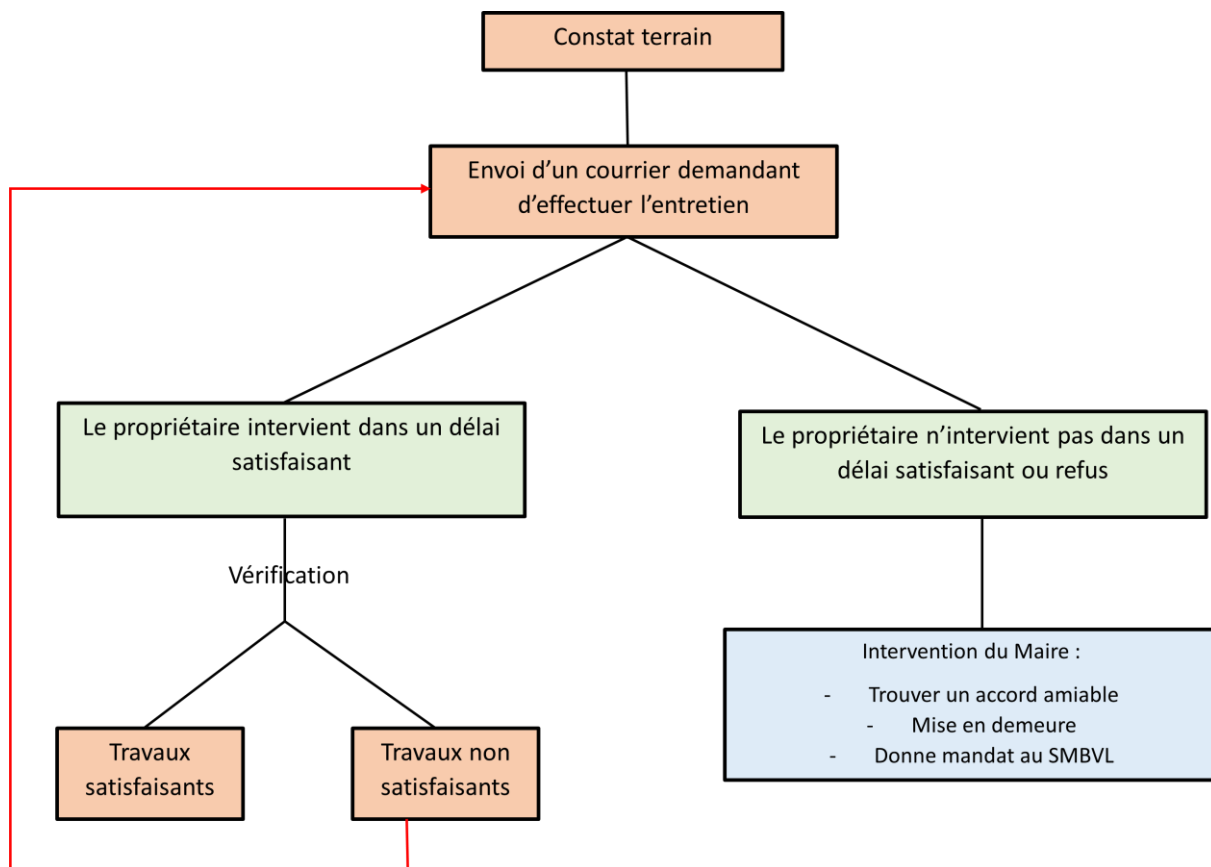 Constat terrain
Envoi d’un courrier demandant
d’effectuer l’entretien
Le propriétaire intervient dans un délai
satisfaisant
Le propriétaire n’intervient pas dans un
délai satisfaisant ou refus
Vérification
Intervention du Maire :
- Trouver un accord amiable
- Mise en demeure
- Donne mandat au SMBVL
Travaux
satisfaisants
Travaux non
satisfaisants